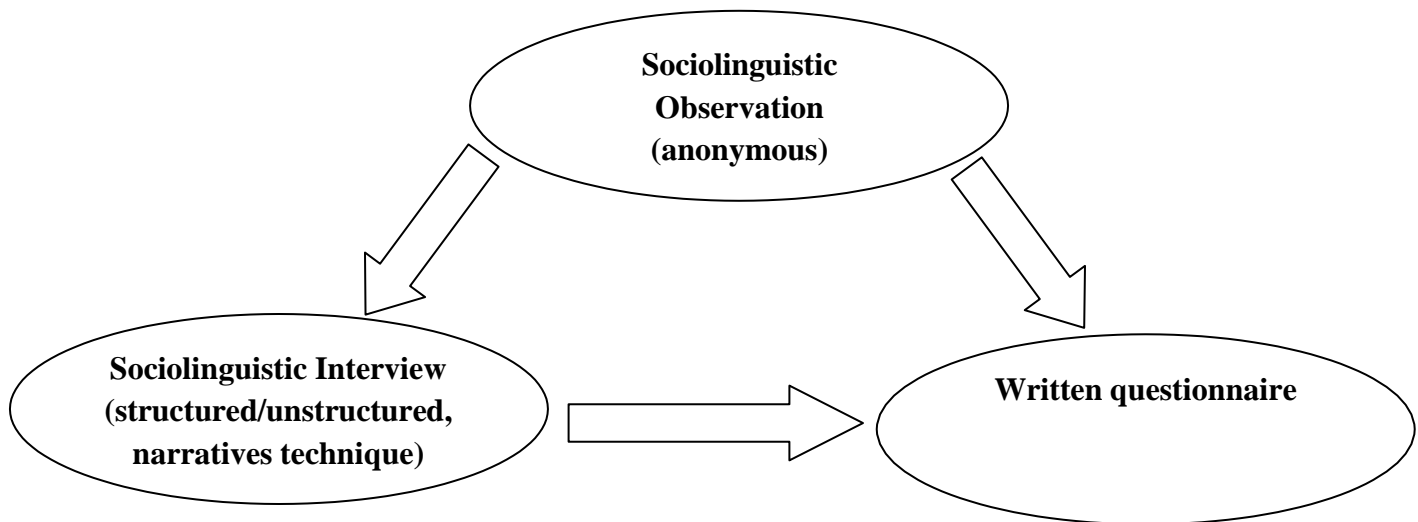 Sociolinguistic
Observation
(anonymous)
Sociolinguistic Interview
(structured/unstructured,
narratives technique)
Written questionnaire